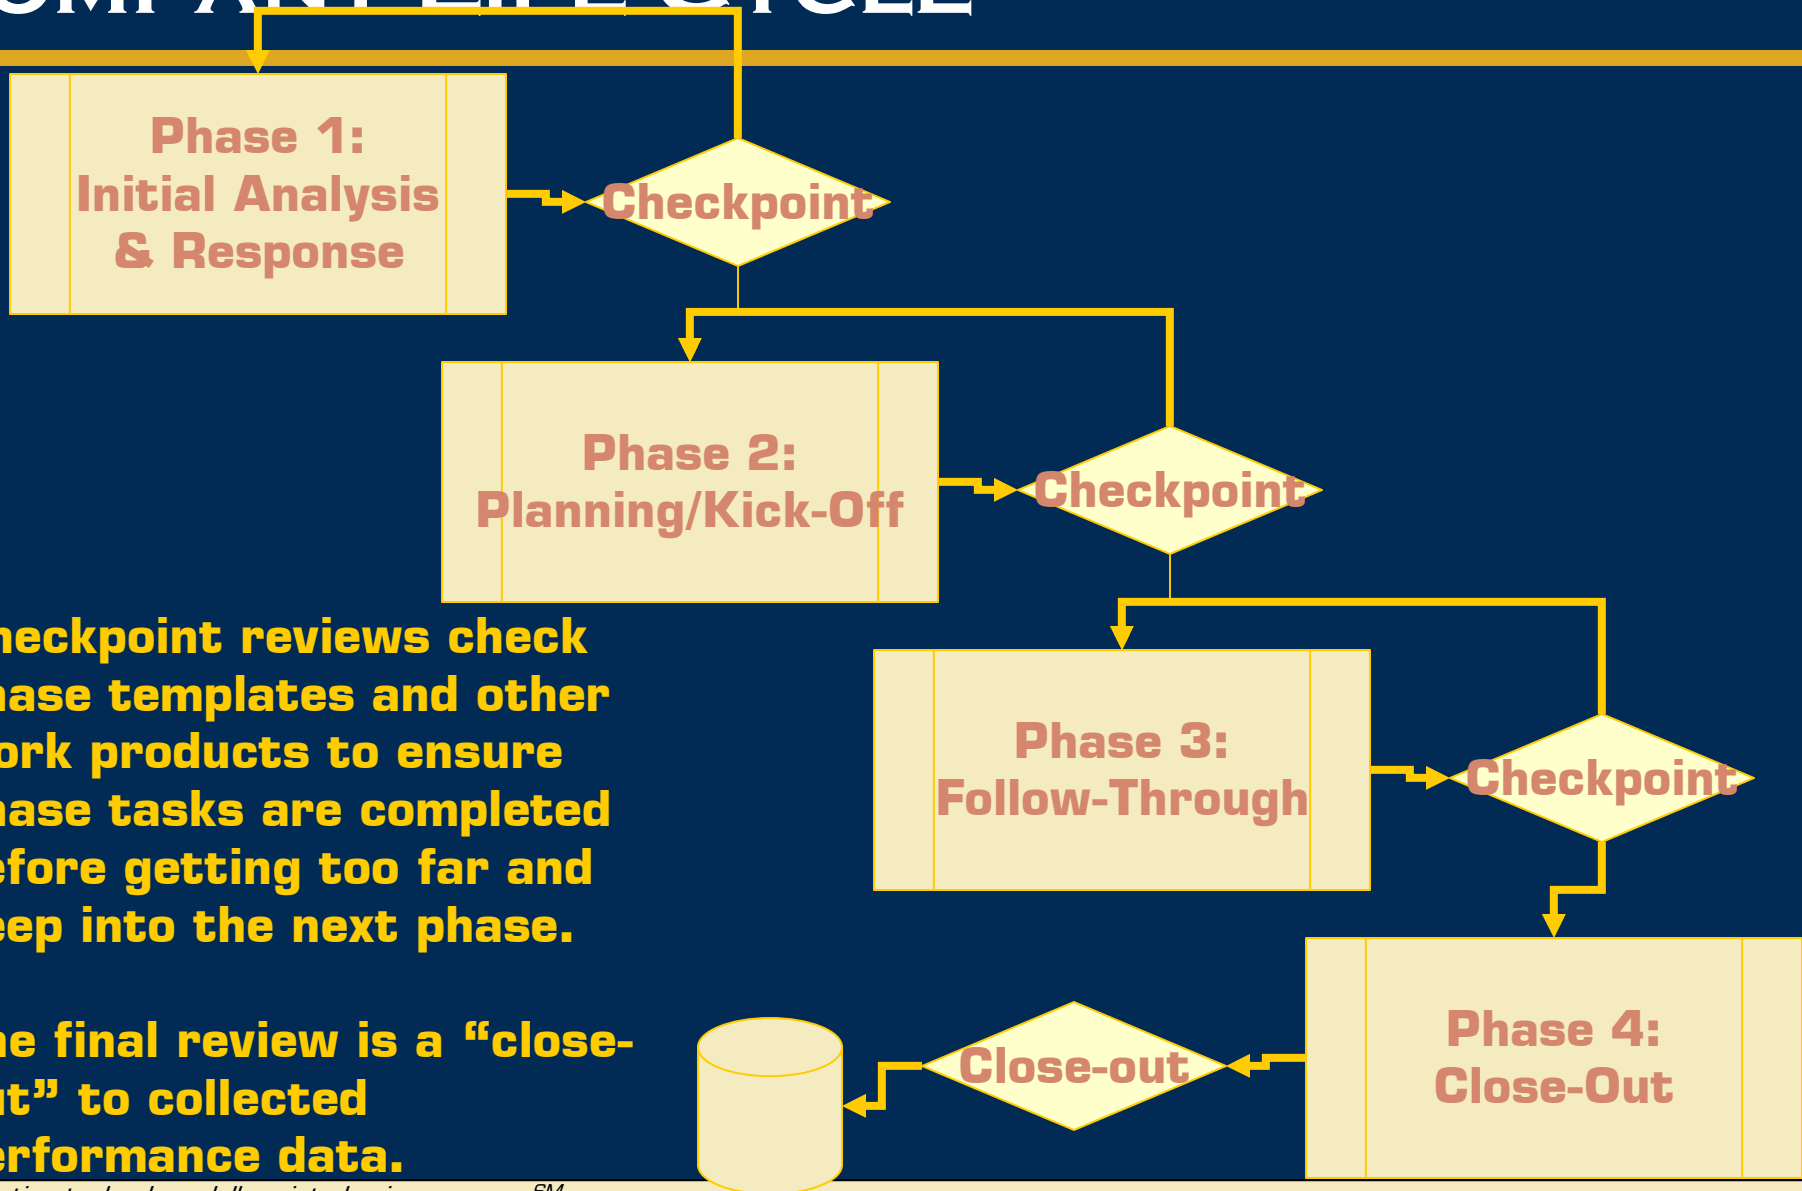 LIFE CYCLE
Phase 1:
Initial Analysis
& Response
Checkpoint
Phase 2:
Planning/Kick-Off
Checkpoint
Phase 3:
Follow-Through
Checkpoint
Phase 4:
Close-Out
Close-out
heckpoint reviews check
hase templates and other
ork products to ensure
hase tasks are completed
efore getting too far and
eep into the next phase.
he final review is a “close-
ut” to collected
erformance data.
SM